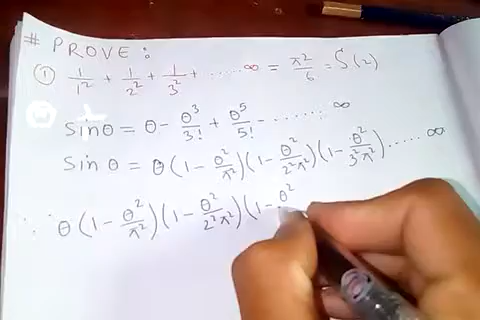 # PROVE :
① 1/1² + 1/2² + 1/3² + ...... ∞ = π²/6 = ζ(2)
sinθ = θ - θ³/3! + θ⁵/5! - ........ ∞
sin θ = θ (1 - θ²/π²)(1 - θ²/2²π²)(1 - θ²/3²π²) ..... ∞
∵ θ (1 - θ²/π²)(1 - θ²/2²π²)(1 - θ²